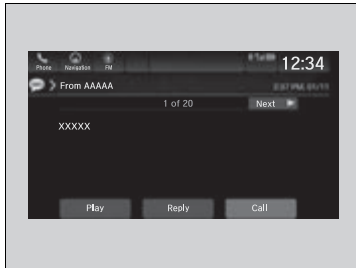 Phone Navigation FM 12:34
From AAAAA
1 of 20 Next
XXXXX
Play Reply Call